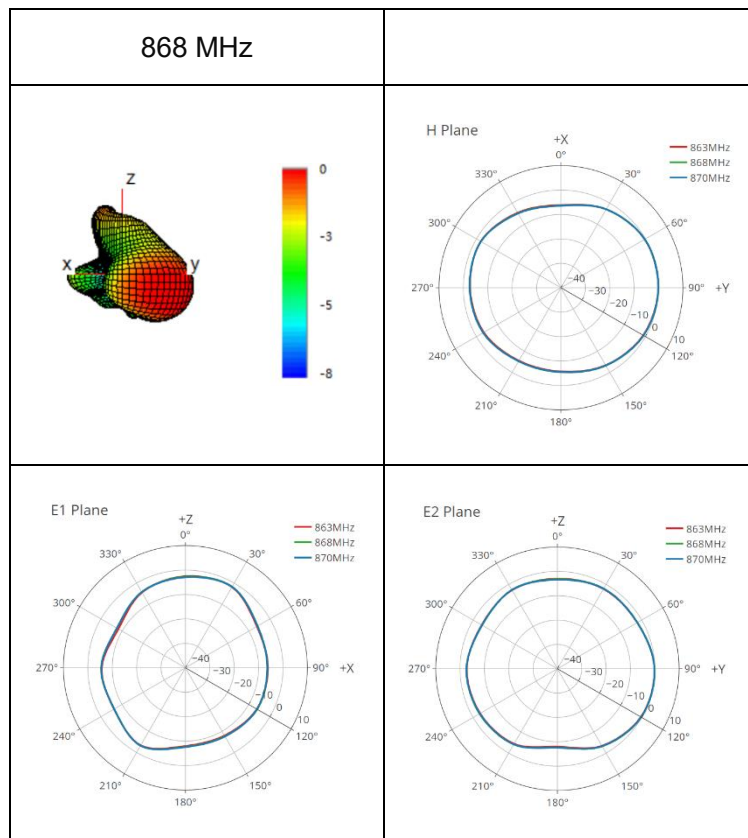 868 MHz
z
x
y
0
-3
-5
-8
H Plane
+X
0°
863MHz
868MHz
870MHz
330°
30°
300°
60°
270°
90° +Y
−40
−30
−20
−10
0
10
240°
120°
210°
150°
180°
E1 Plane
+Z
0°
863MHz
868MHz
870MHz
330°
30°
300°
60°
270°
90° +X
−40
−30
−20
−10
0
10
240°
120°
210°
150°
180°
E2 Plane
+Z
0°
863MHz
868MHz
870MHz
330°
30°
300°
60°
270°
90° +Y
−40
−30
−20
−10
0
10
240°
120°
210°
150°
180°